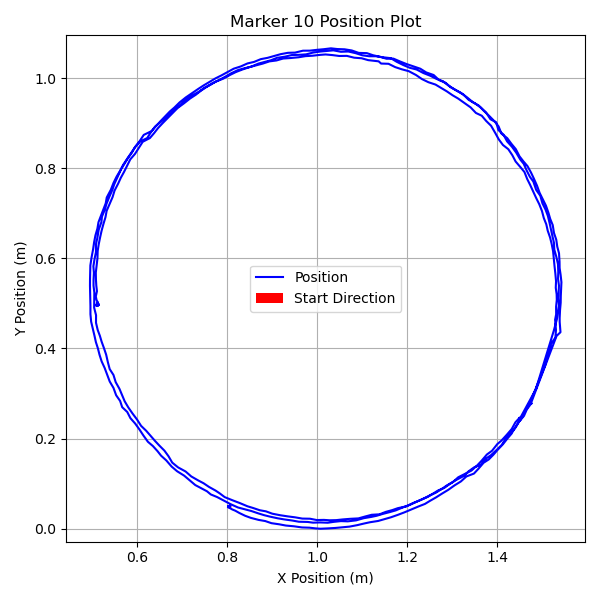 Marker 10 Position Plot
1.0
0.8
0.6
0.4
0.2
0.0
Y Position (m)
Position
Start Direction
0.6
0.8
1.0
1.2
1.4
X Position (m)